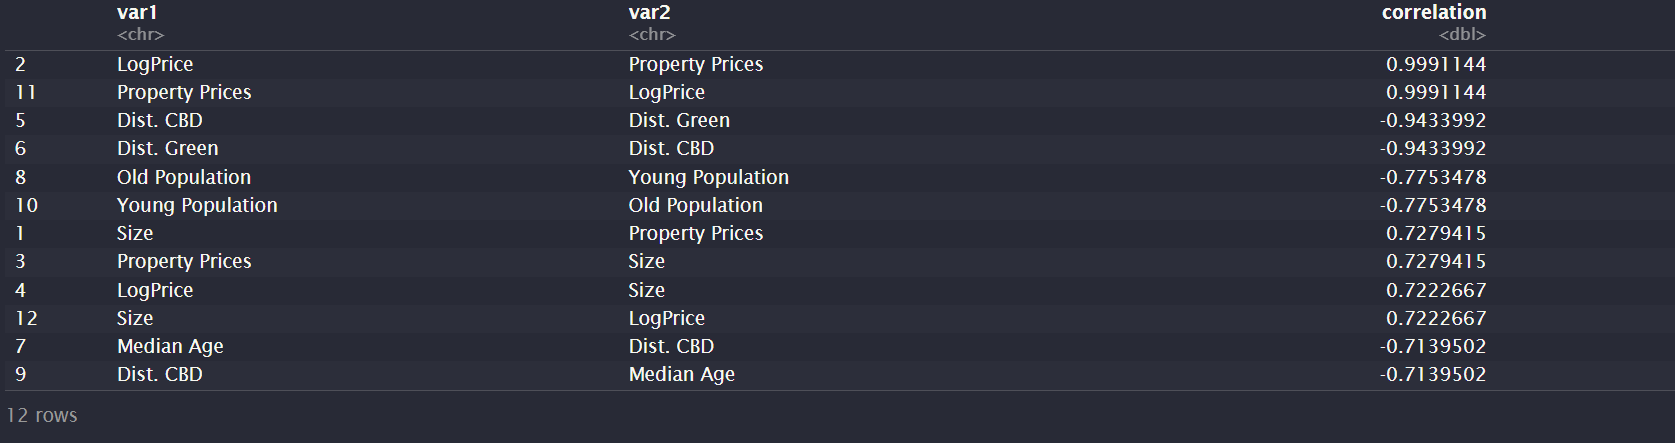 var1 var2 correlation
<chr> <chr> <dbl>
2 LogPrice Property Prices 0.9991144
11 Property Prices LogPrice 0.9991144
5 Dist. CBD Dist. Green -0.9433992
6 Dist. Green Dist. CBD -0.9433992
8 Old Population Young Population -0.7753478
10 Young Population Old Population -0.7753478
1 Size Property Prices 0.7279415
3 Property Prices Size 0.7279415
4 LogPrice Size 0.7222667
12 Size LogPrice 0.7222667
7 Median Age Dist. CBD -0.7139502
9 Dist. CBD Median Age -0.7139502
12 rows